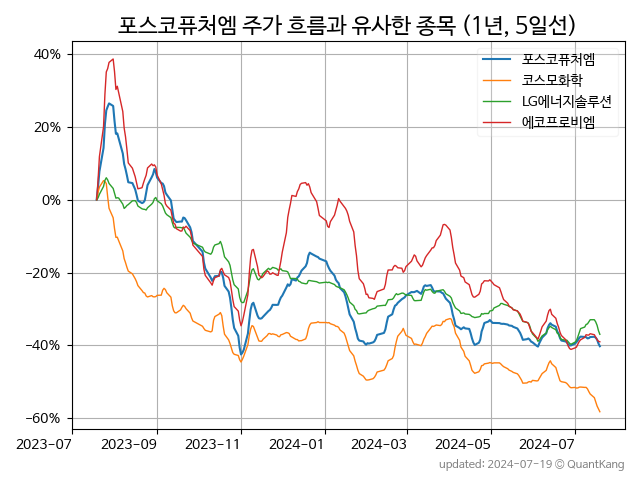 포스코퓨처엠 주가 흐름과 유사한 종목 (1년, 5일선)
포스코퓨처엠
코스모화학
LG에너지솔루션
에코프로비엠
40%
20%
0%
−20%
−40%
−60%
2023-07 2023-09 2023-11 2024-01 2024-03 2024-05 2024-07
updated: 2024-07-19 @ QuantKang